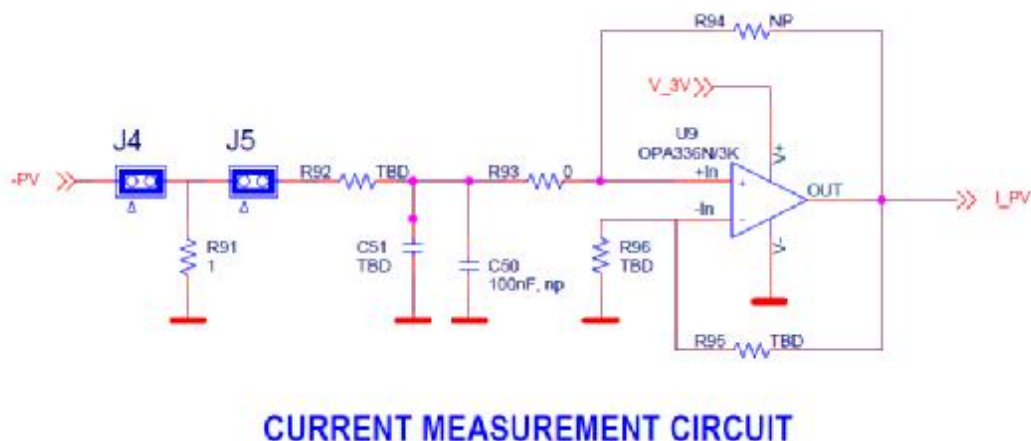 R94 NP
V_3V
U9
OPA336N/3K
J4
J5
-PV
R92 TBD
R93 0
+In
-In
V+
OUT
V-
I_PV
R91
1
C51
TBD
C50
100nF, np
R96
TBD
R95 TBD
CURRENT MEASUREMENT CIRCUIT